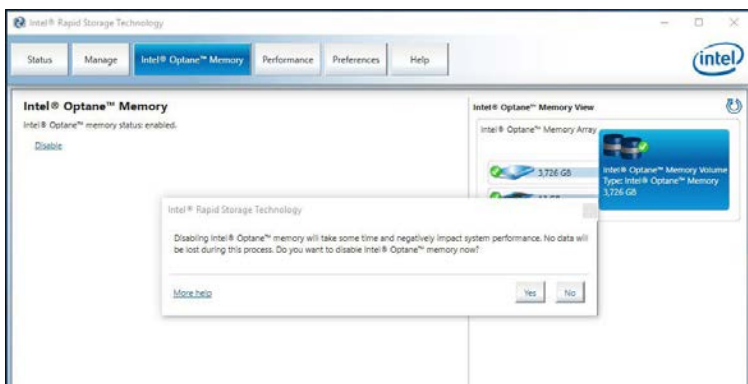 Intel® Rapid Storage Technology
Status
Manage
Intel® Optane™ Memory
Performance
Preferences
Help
intel
Intel® Optane™ Memory
Intel® Optane™ memory status: enabled.
Disable
Intel® Optane™ Memory View
Intel® Optane™ Memory Array
3,726 GB
Intel® Optane™ Memory Volume
Type: Intel® Optane™ Memory
3,726 GB
Intel® Rapid Storage Technology
Disabling Intel® Optane™ memory will take some time and negatively impact system performance. No data will
be lost during this process. Do you want to disable Intel® Optane™ memory now?
More help
Yes
No